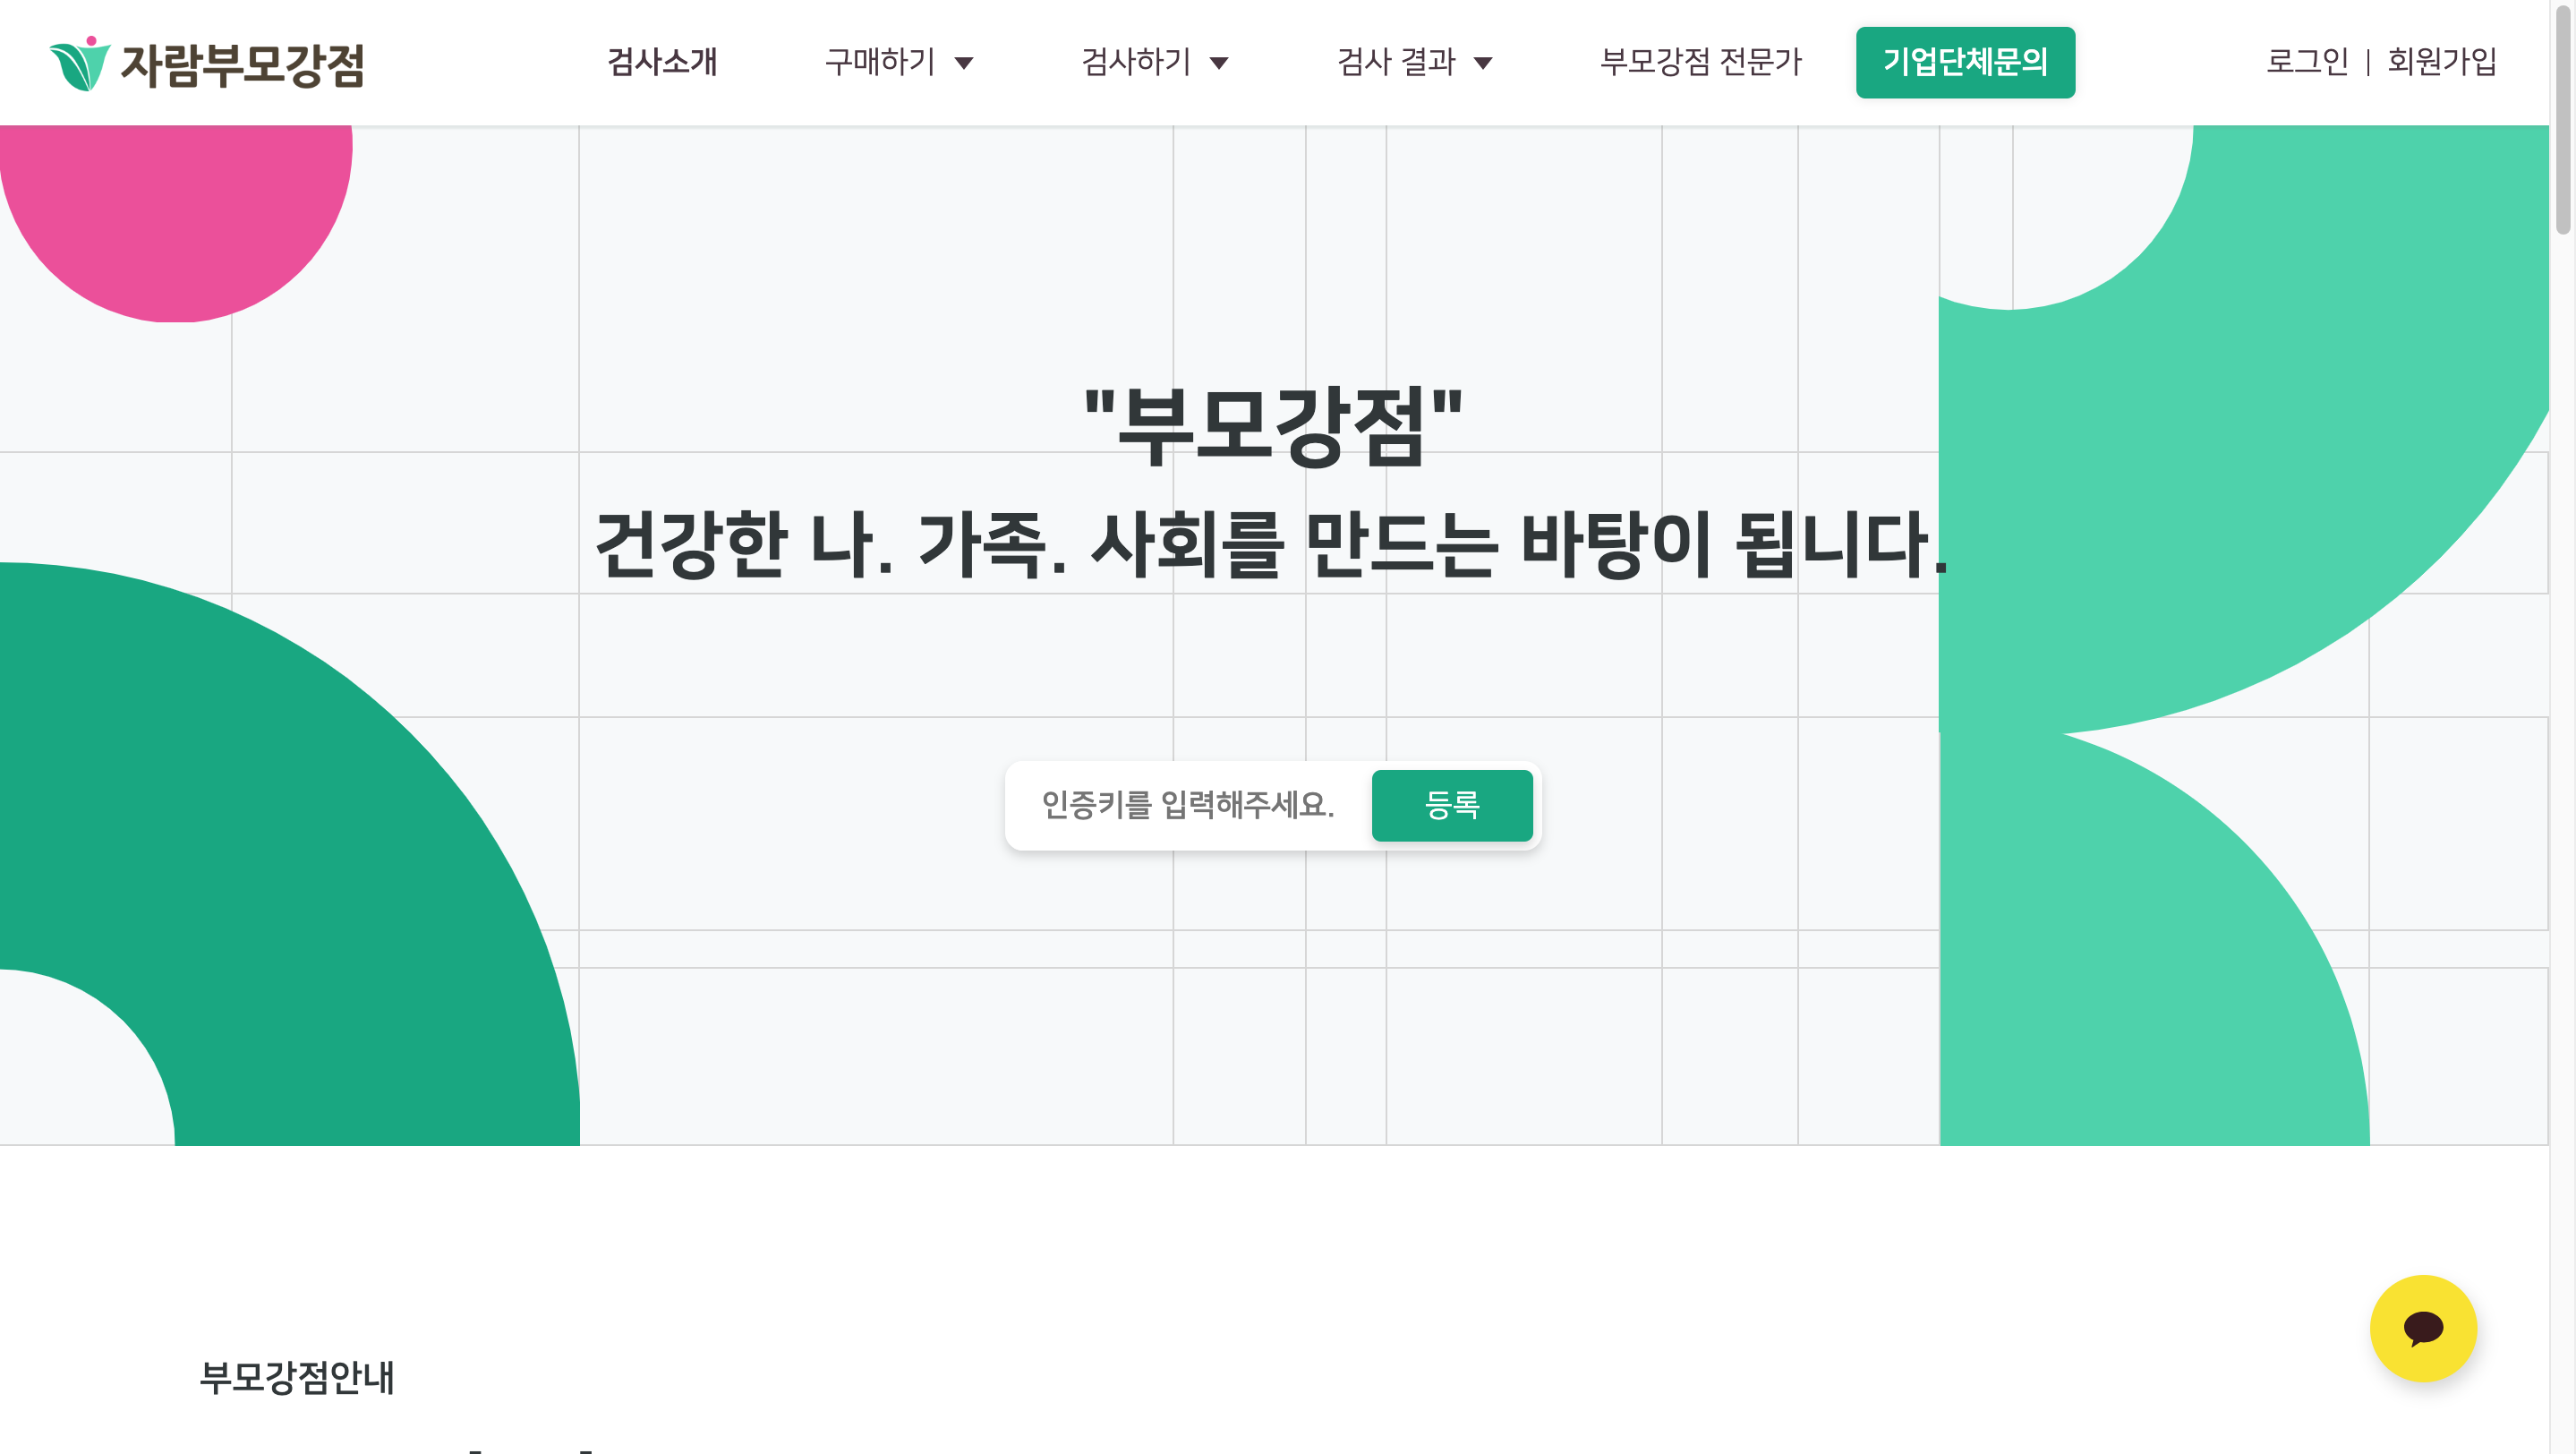 자람부모강점
검사소개
구매하기
검사하기
검사 결과
부모강점 전문가
기업단체문의
로그인 | 회원가입
"부모강점"
건강한 나. 가족. 사회를 만드는 바탕이 됩니다.
인증키를 입력해주세요.
등록
부모강점안내